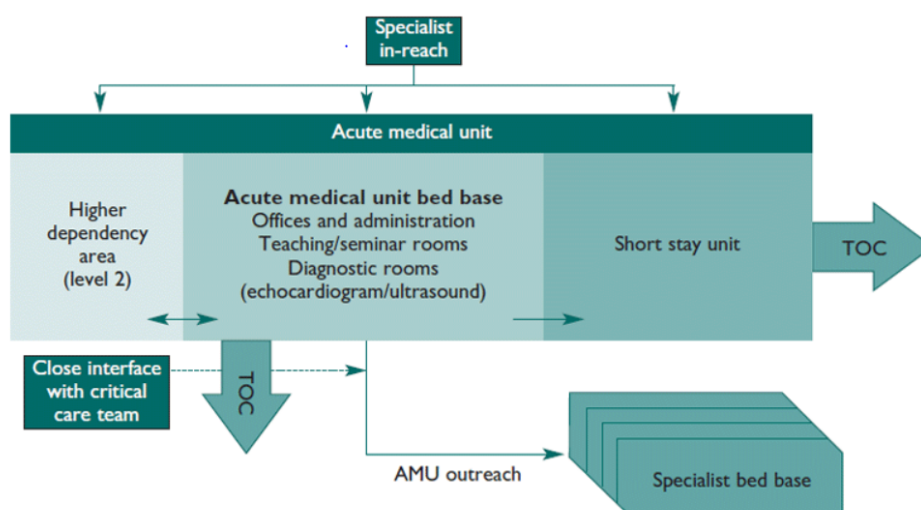 Specialist
in-reach
Acute medical unit
Higher
dependency
area
(level 2)
Acute medical unit bed base
Offices and administration
Teaching/seminar rooms
Diagnostic rooms
(echocardiogram/ultrasound)
Short stay unit
TOC
Close interface
with critical
care team
TOC
AMU outreach
Specialist bed base